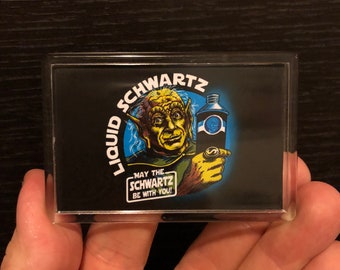 LIQUID SCHWARTZ
MAY THE
SCHWARTZ
BE WITH YOU!